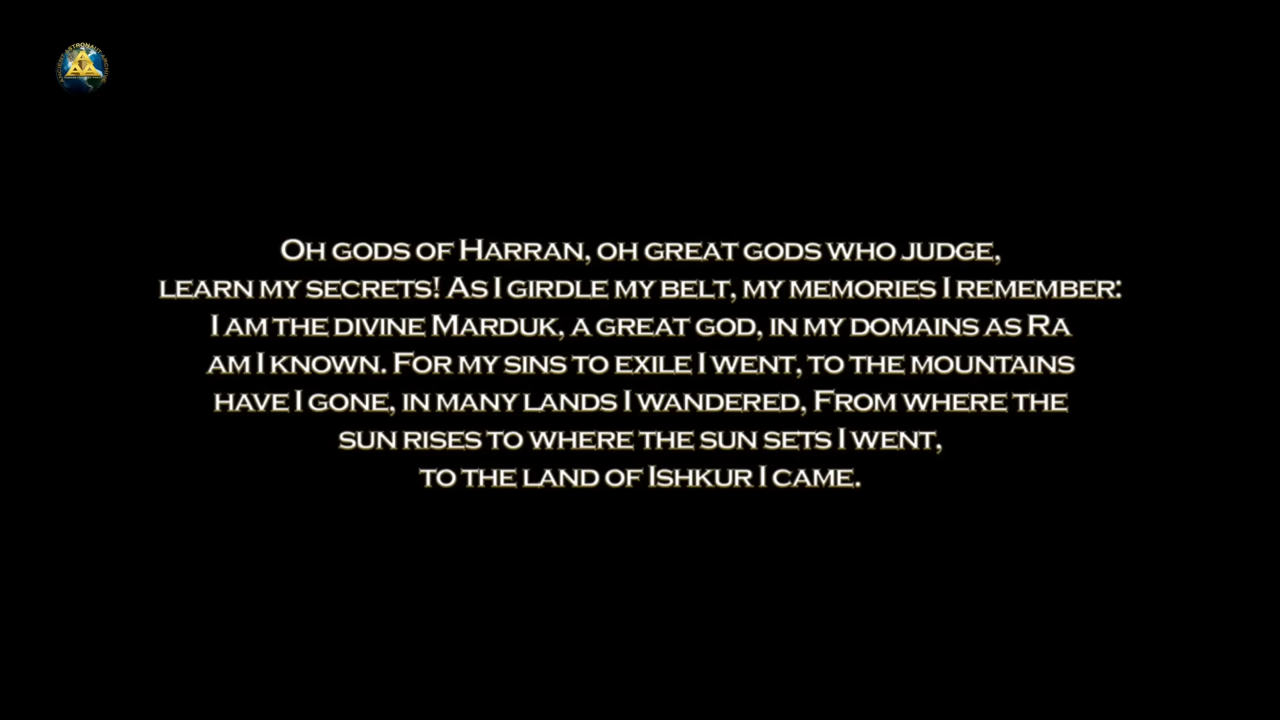 ANCIENT ASTRONAUT ARCHIVE
OH GODS OF HARRAN, OH GREAT GODS WHO JUDGE,
LEARN MY SECRETS! AS I GIRDLE MY BELT, MY MEMORIES I REMEMBER:
I AM THE DIVINE MARDUK, A GREAT GOD, IN MY DOMAINS AS RA
AM I KNOWN. FOR MY SINS TO EXILE I WENT, TO THE MOUNTAINS
HAVE I GONE, IN MANY LANDS I WANDERED, FROM WHERE THE
SUN RISES TO WHERE THE SUN SETS I WENT,
TO THE LAND OF ISHKUR I CAME.